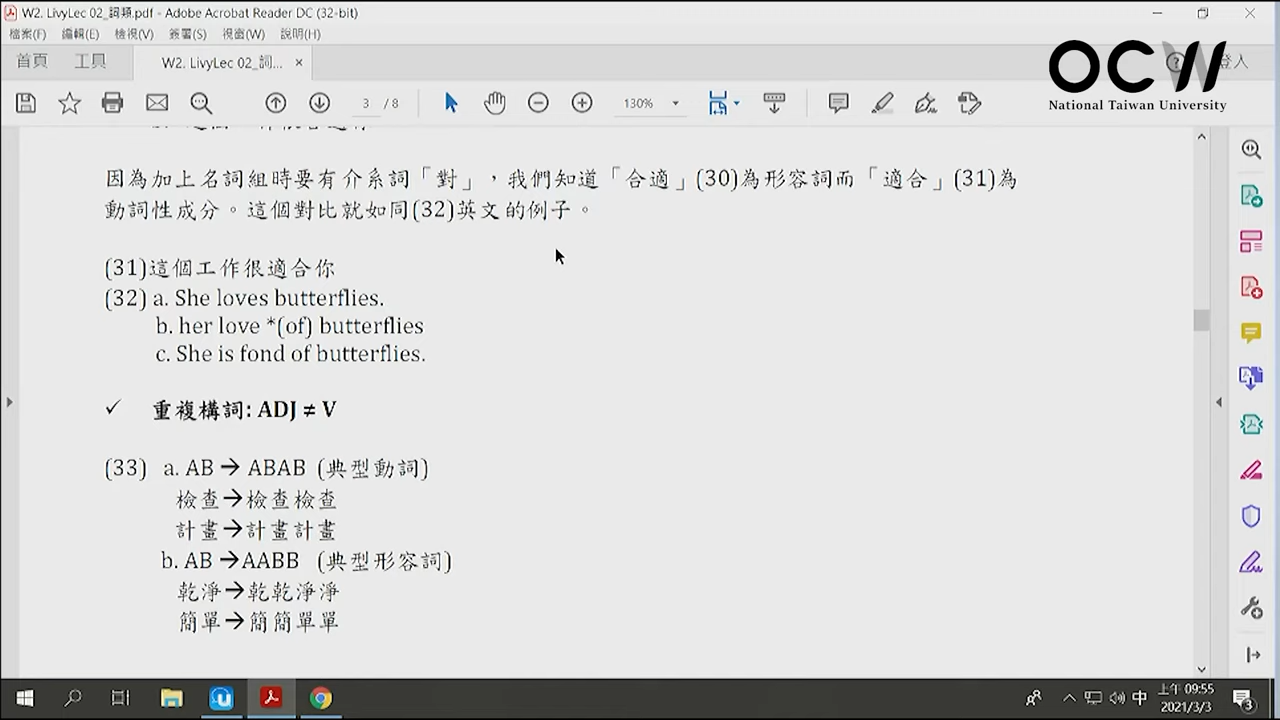 W2. LivyLec 02_詞類.pdf - Adobe Acrobat Reader DC (32-bit)
檔案(F) 編輯(E) 檢視(V) 簽署(S) 視窗(W) 說明(H)
首頁 工具 W2. LivyLec 02_詞... × 登入
OCW
National Taiwan University
3 / 8 130%
因為加上名詞組時要有介系詞「對」，我們知道「合適」(30)為形容詞而「適合」(31)為
動詞性成分。這個對比就如同(32)英文的例子。
(31)這個工作很適合你
(32) a. She loves butterflies.
b. her love *(of) butterflies
c. She is fond of butterflies.
✓ 重複構詞: ADJ ≠ V
(33) a. AB → ABAB (典型動詞)
檢查→檢查檢查
計畫→計畫計畫
b. AB →AABB (典型形容詞)
乾淨→乾乾淨淨
簡單→簡簡單單
中 上午 09:55
2021/3/3
3